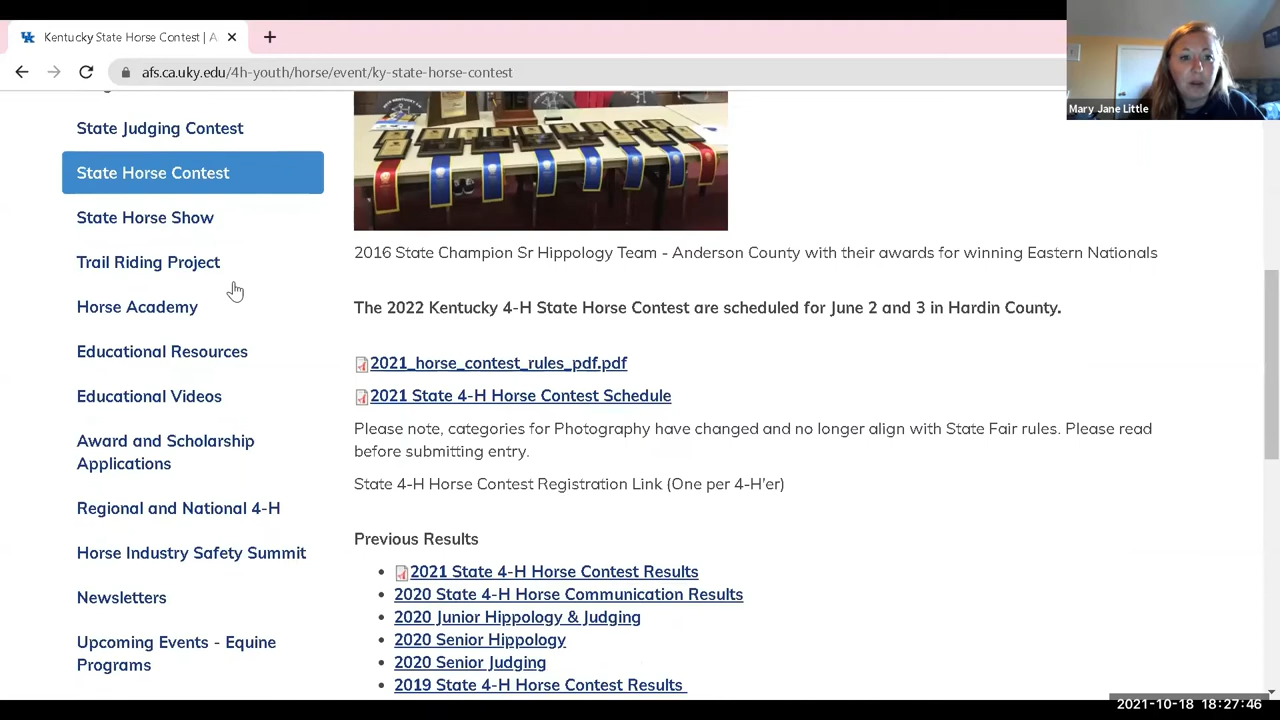 Kentucky State Horse Contest | A
afs.ca.uky.edu/4h-youth/horse/event/ky-state-horse-contest
Mary Jane Little
State Judging Contest
State Horse Contest
State Horse Show
Trail Riding Project
Horse Academy
Educational Resources
Educational Videos
Award and Scholarship
Applications
Regional and National 4-H
Horse Industry Safety Summit
Newsletters
Upcoming Events - Equine
Programs
2016 State Champion Sr Hippology Team - Anderson County with their awards for winning Eastern Nationals
The 2022 Kentucky 4-H State Horse Contest are scheduled for June 2 and 3 in Hardin County.
2021_horse_contest_rules_pdf.pdf
2021 State 4-H Horse Contest Schedule
Please note, categories for Photography have changed and no longer align with State Fair rules. Please read
before submitting entry.
State 4-H Horse Contest Registration Link (One per 4-H'er)
Previous Results
2021 State 4-H Horse Contest Results
2020 State 4-H Horse Communication Results
2020 Junior Hippology & Judging
2020 Senior Hippology
2020 Senior Judging
2019 State 4-H Horse Contest Results
2021-10-18 18:27:46